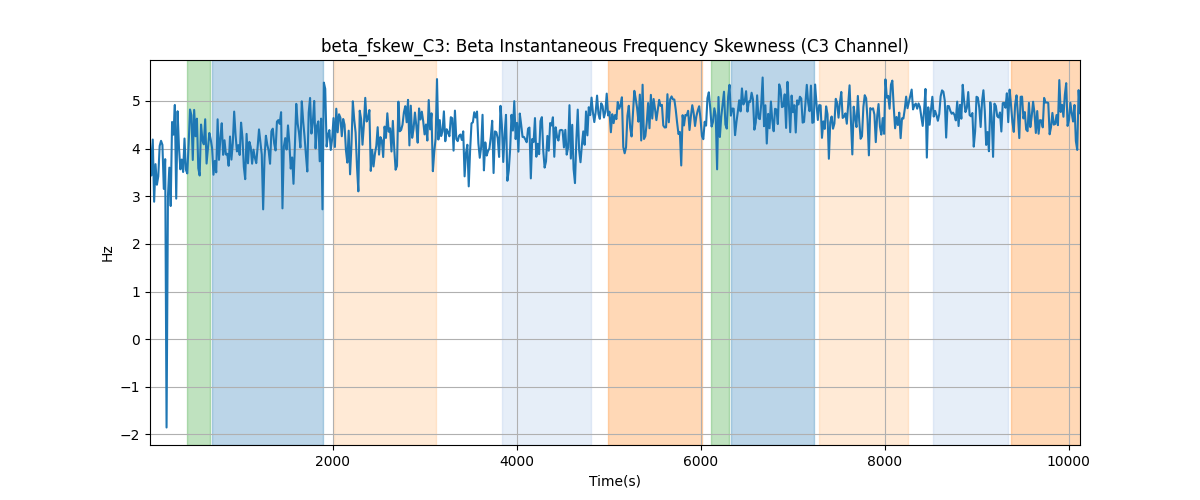 beta_fskew_C3: Beta Instantaneous Frequency Skewness (C3 Channel)
5
4
3
2
1
0
−1
−2
Hz
2000 4000 6000 8000 10000
Time(s)